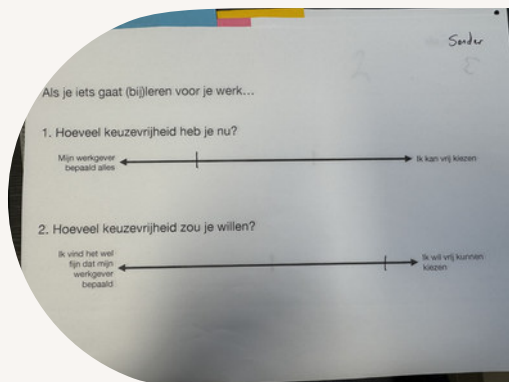 Sander
Als je iets gaat (bij)leren voor je werk...
1. Hoeveel keuzevrijheid heb je nu?
Mijn werkgever
bepaald alles
Ik kan vrij kiezen
2. Hoeveel keuzevrijheid zou je willen?
Ik vind het wel
fijn dat mijn
werkgever
bepaald
Ik wil vrij kunnen
kiezen